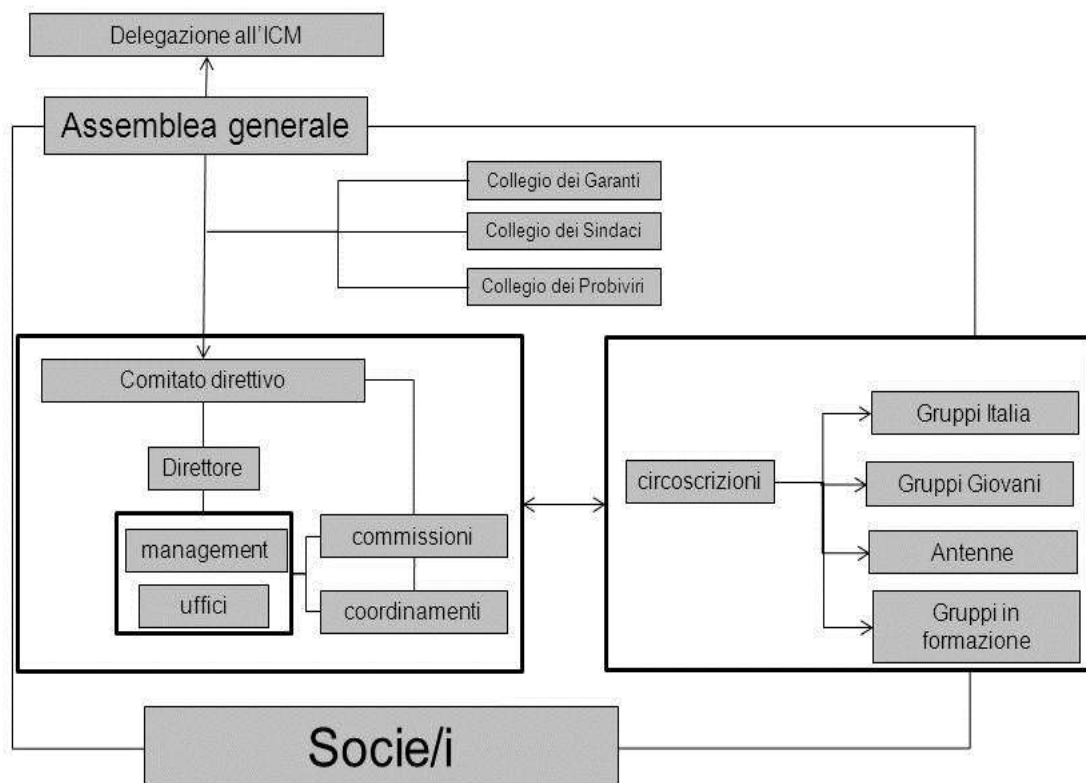 Delegazione all'ICM
Assemblea generale
Collegio dei Garanti
Collegio dei Sindaci
Collegio dei Probiviri
Comitato direttivo
Direttore
management
uffici
commissioni
coordinamenti
circoscrizioni
Gruppi Italia
Gruppi Giovani
Antenne
Gruppi in
formazione
Socie/i